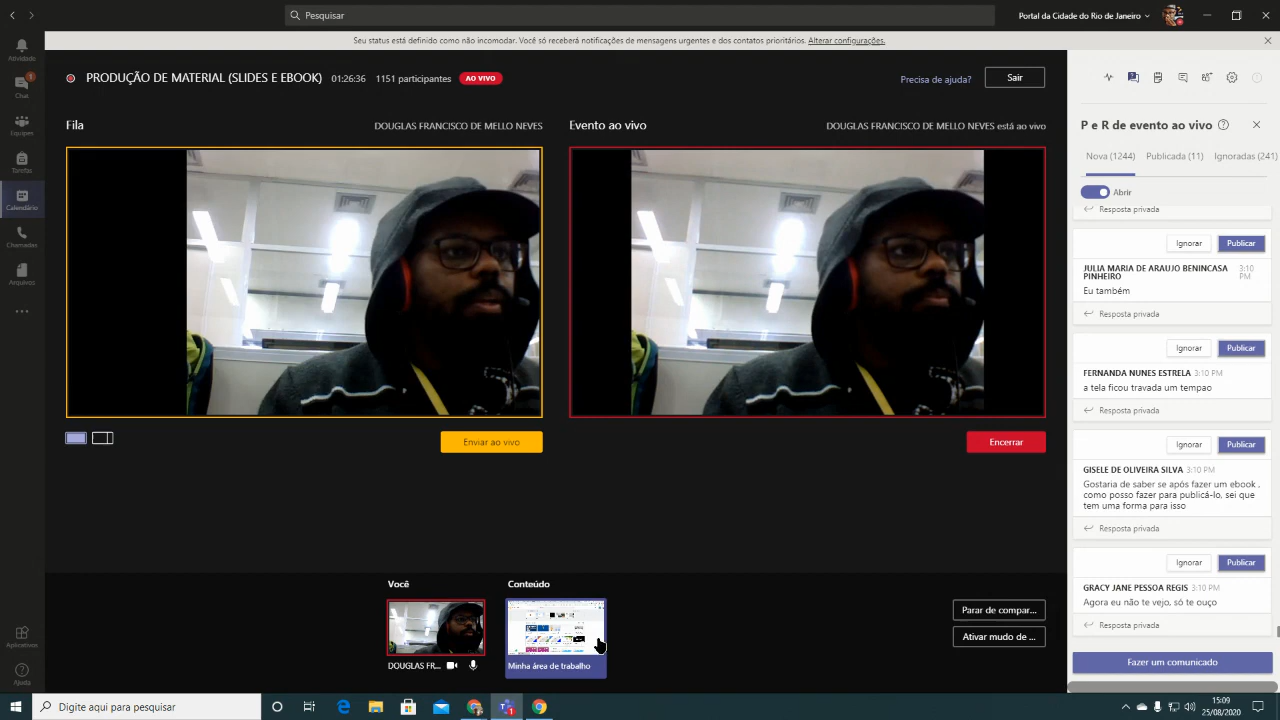 Pesquisar
Portal da Cidade do Rio de Janeiro
Seu status está definido como não incomodar. Você só receberá notificações de mensagens urgentes e dos contatos prioritários. Alterar configurações.
Atividade
Chat
Equipes
Tarefas
Calendário
Chamadas
Arquivos
Aplicativos
Ajuda
PRODUÇÃO DE MATERIAL (SLIDES E EBOOK) 01:26:36 1151 participantes AO VIVO
Precisa de ajuda?
Sair
Fila
DOUGLAS FRANCISCO DE MELLO NEVES
Evento ao vivo
DOUGLAS FRANCISCO DE MELLO NEVES está ao vivo
Enviar ao vivo
Encerrar
Você
DOUGLAS FR...
Conteúdo
Minha área de trabalho
Parar de compar...
Ativar mudo de ...
P e R de evento ao vivo
Nova (1244) Publicada (11) Ignoradas (241)
Abrir
Resposta privada
Ignorar Publicar
JULIA MARIA DE ARAUJO BENINCASA PINHEIRO 3:10 PM
Eu também
Resposta privada
Ignorar Publicar
FERNANDA NUNES ESTRELA 3:10 PM
a tela ficou travada um tempao
Resposta privada
Ignorar Publicar
GISELE DE OLIVEIRA SILVA 3:10 PM
Gostaria de saber se após fazer um ebook ,
como posso fazer para publicá-lo, sei que
tem uma forma para isso
Resposta privada
Ignorar Publicar
GRACY JANE PESSOA REGIS 3:10 PM
Agora eu não te vejo, só te ouço
Resposta privada
Fazer um comunicado
Digite aqui para pesquisar
15:09
25/08/2020